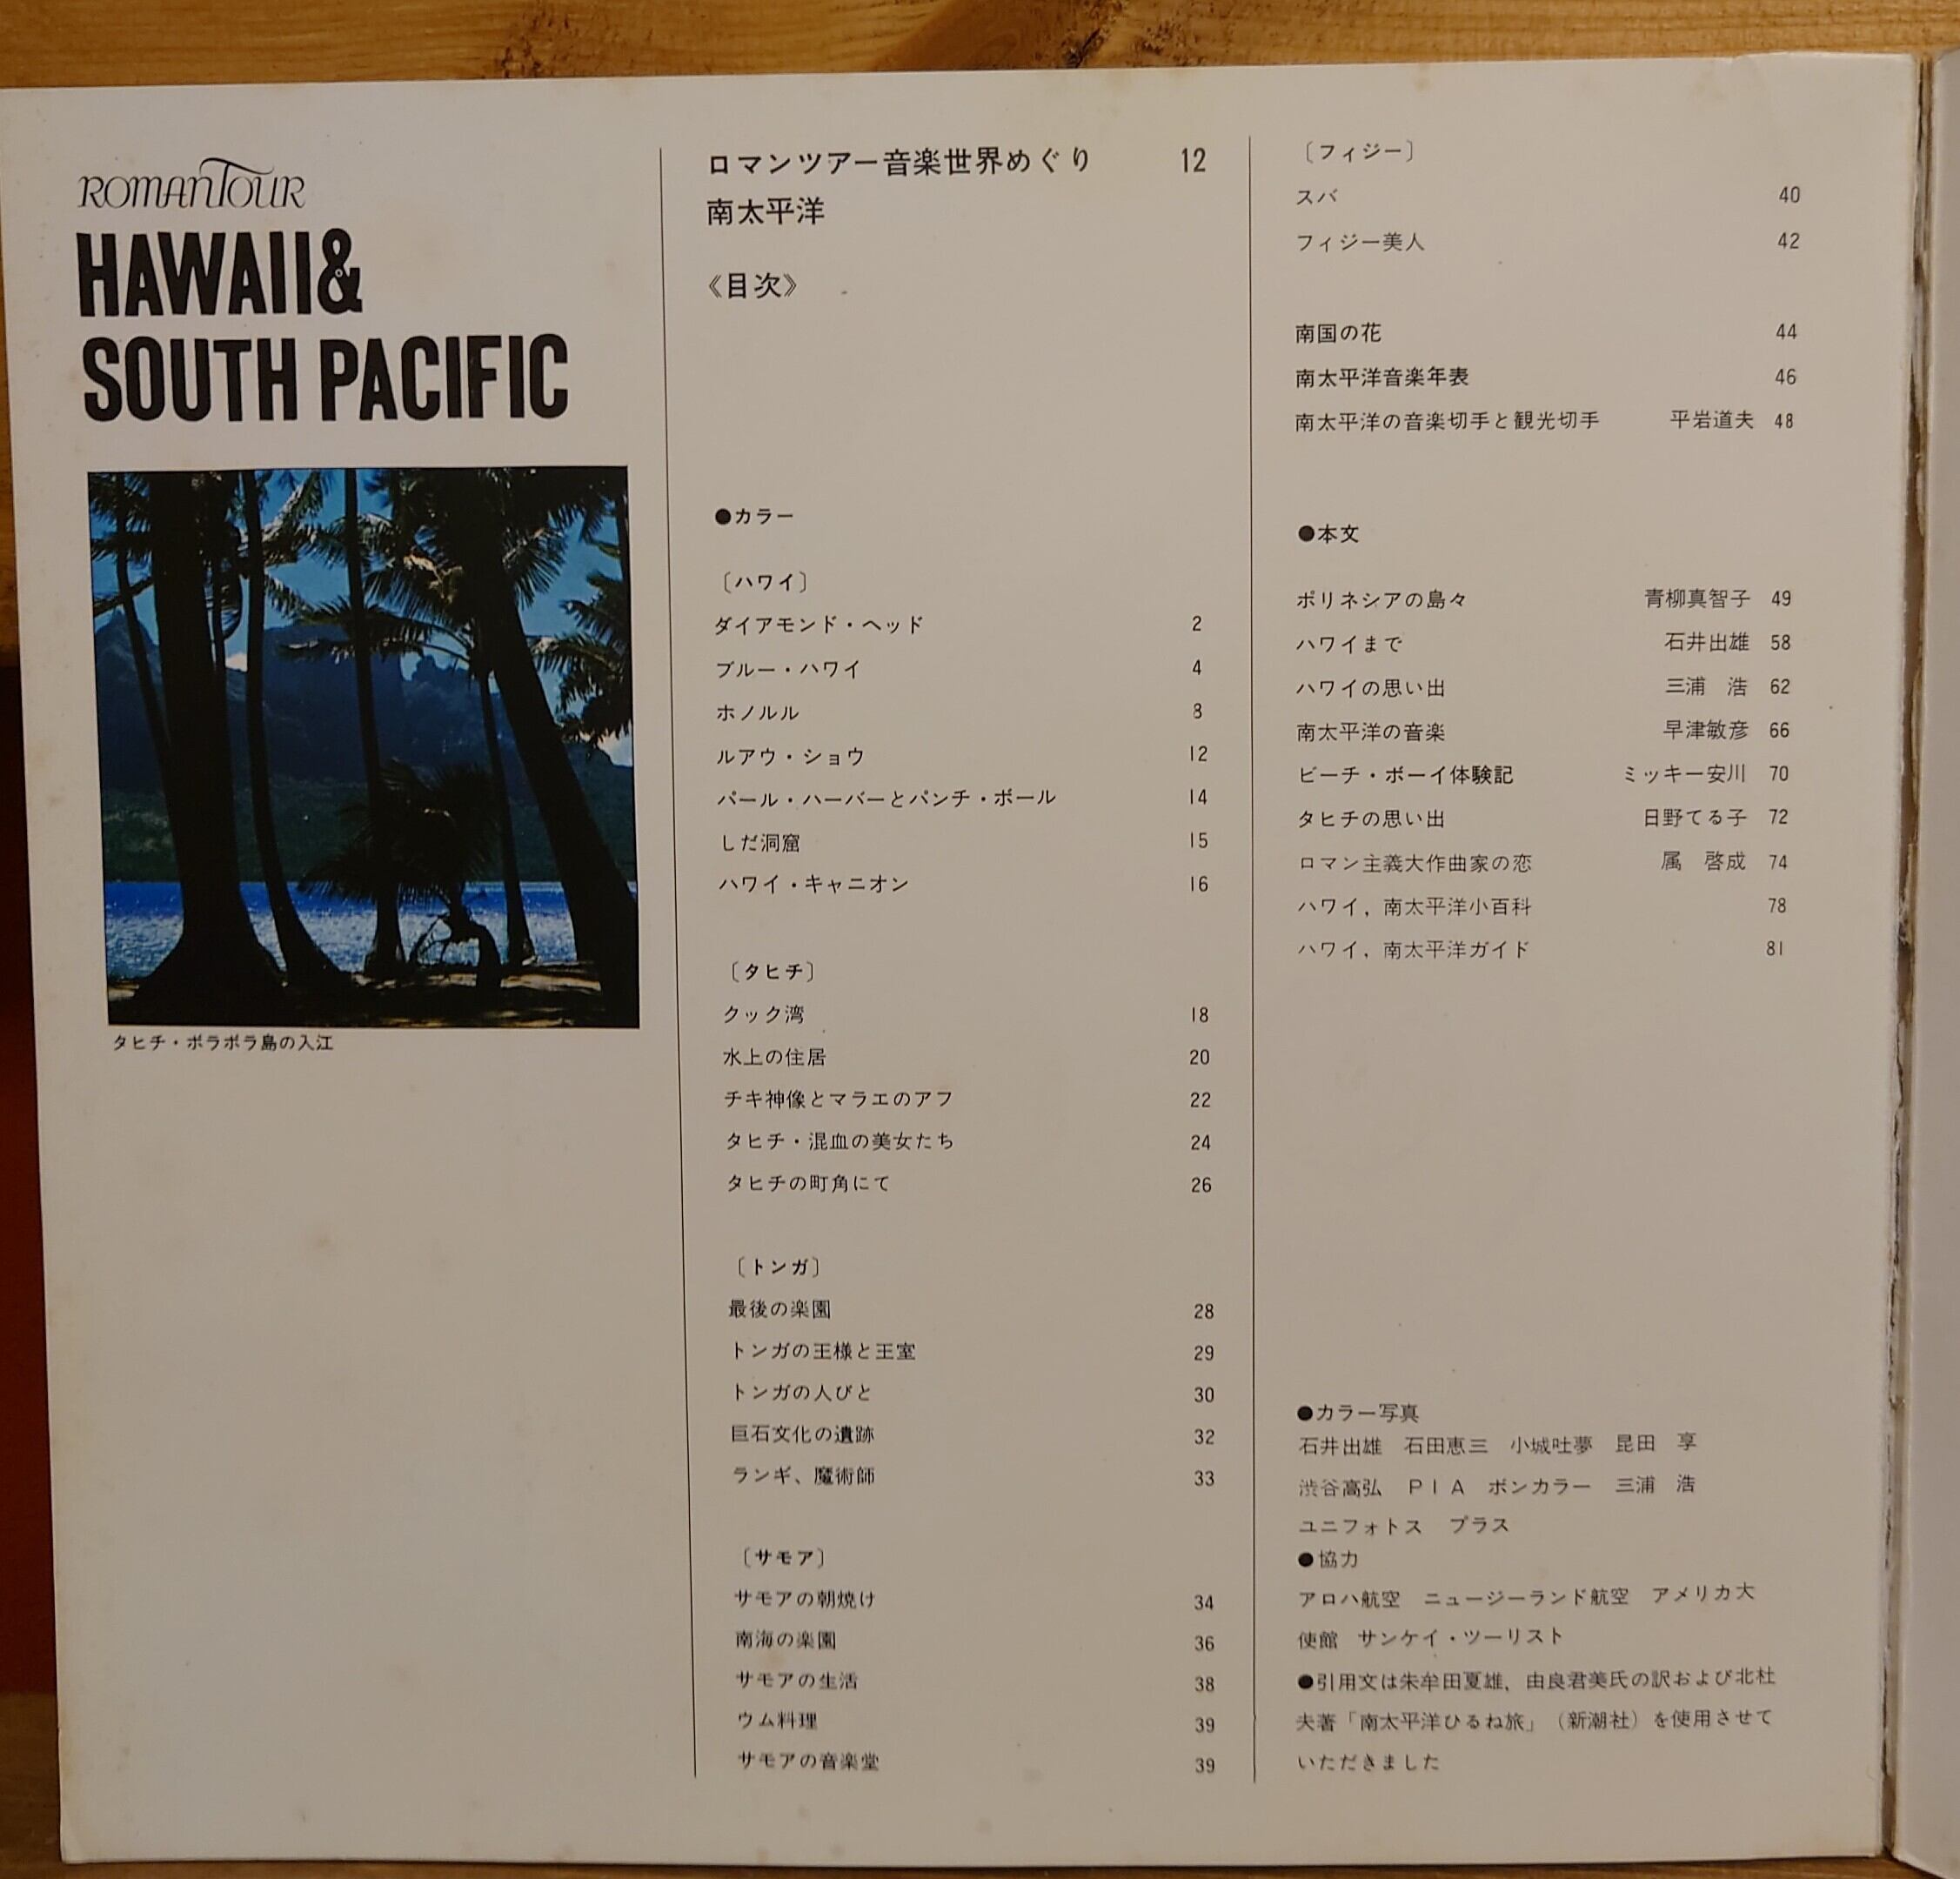 ROMANTOUR
HAWAII&
SOUTH PACIFIC
タヒチ・ボラボラ島の入江
ロマンツアー音楽世界めぐり 12
南太平洋
《目次》
●カラー
〔ハワイ〕
ダイアモンド・ヘッド 2
ブルー・ハワイ 4
ホノルル 8
ルアウ・ショウ 12
パール・ハーバーとパンチ・ボール 14
しだ洞窟 15
ハワイ・キャニオン 16
〔タヒチ〕
クック湾 18
水上の住居 20
チキ神像とマラエのアフ 22
タヒチ・混血の美女たち 24
タヒチの町角にて 26
〔トンガ〕
最後の楽園 28
トンガの王様と王室 29
トンガの人びと 30
巨石文化の遺跡 32
ランギ、魔術師 33
〔サモア〕
サモアの朝焼け 34
南海の楽園 36
サモアの生活 38
ウム料理 39
サモアの音楽堂 39
〔フィジー〕
スバ 40
フィジー美人 42
南国の花 44
南太平洋音楽年表 46
南太平洋の音楽切手と観光切手 平岩道夫 48
●本文
ポリネシアの島々 青柳真智子 49
ハワイまで 石井出雄 58
ハワイの思い出 三浦　浩 62
南太平洋の音楽 早津敏彦 66
ビーチ・ボーイ体験記 ミッキー安川 70
タヒチの思い出 日野てる子 72
ロマン主義大作曲家の恋 属　啓成 74
ハワイ，南太平洋小百科 78
ハワイ，南太平洋ガイド 81
●カラー写真
石井出雄　石田恵三　小城吐夢　昆田　享
渋谷高弘　ＰＩＡ　ボンカラー　三浦　浩
ユニフォトス　プラス
●協力
アロハ航空　ニュージーランド航空　アメリカ大
使館　サンケイ・ツーリスト
●引用文は朱牟田夏雄，由良君美氏の訳および北杜
夫著「南太平洋ひるね旅」（新潮社）を使用させて
いただきました